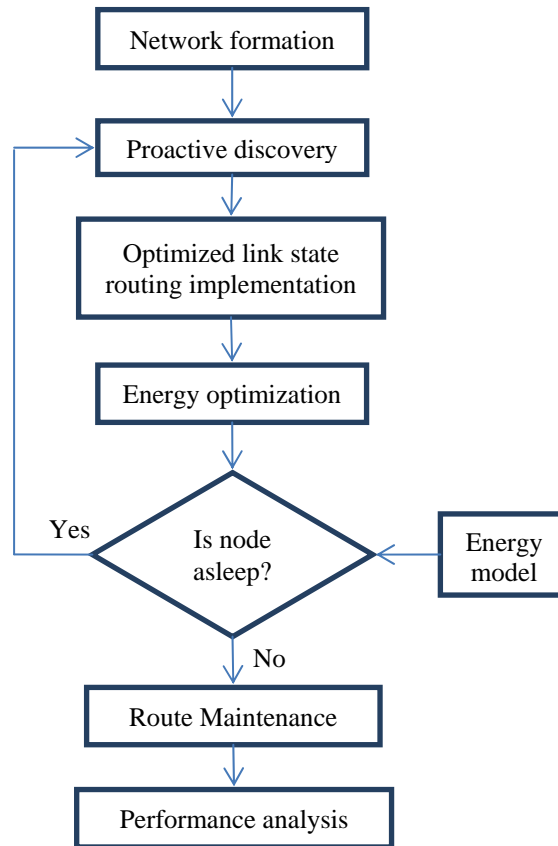 Network formation
Proactive discovery
Optimized link state
routing implementation
Energy optimization
Yes
Is node
asleep?
Energy
model
No
Route Maintenance
Performance analysis